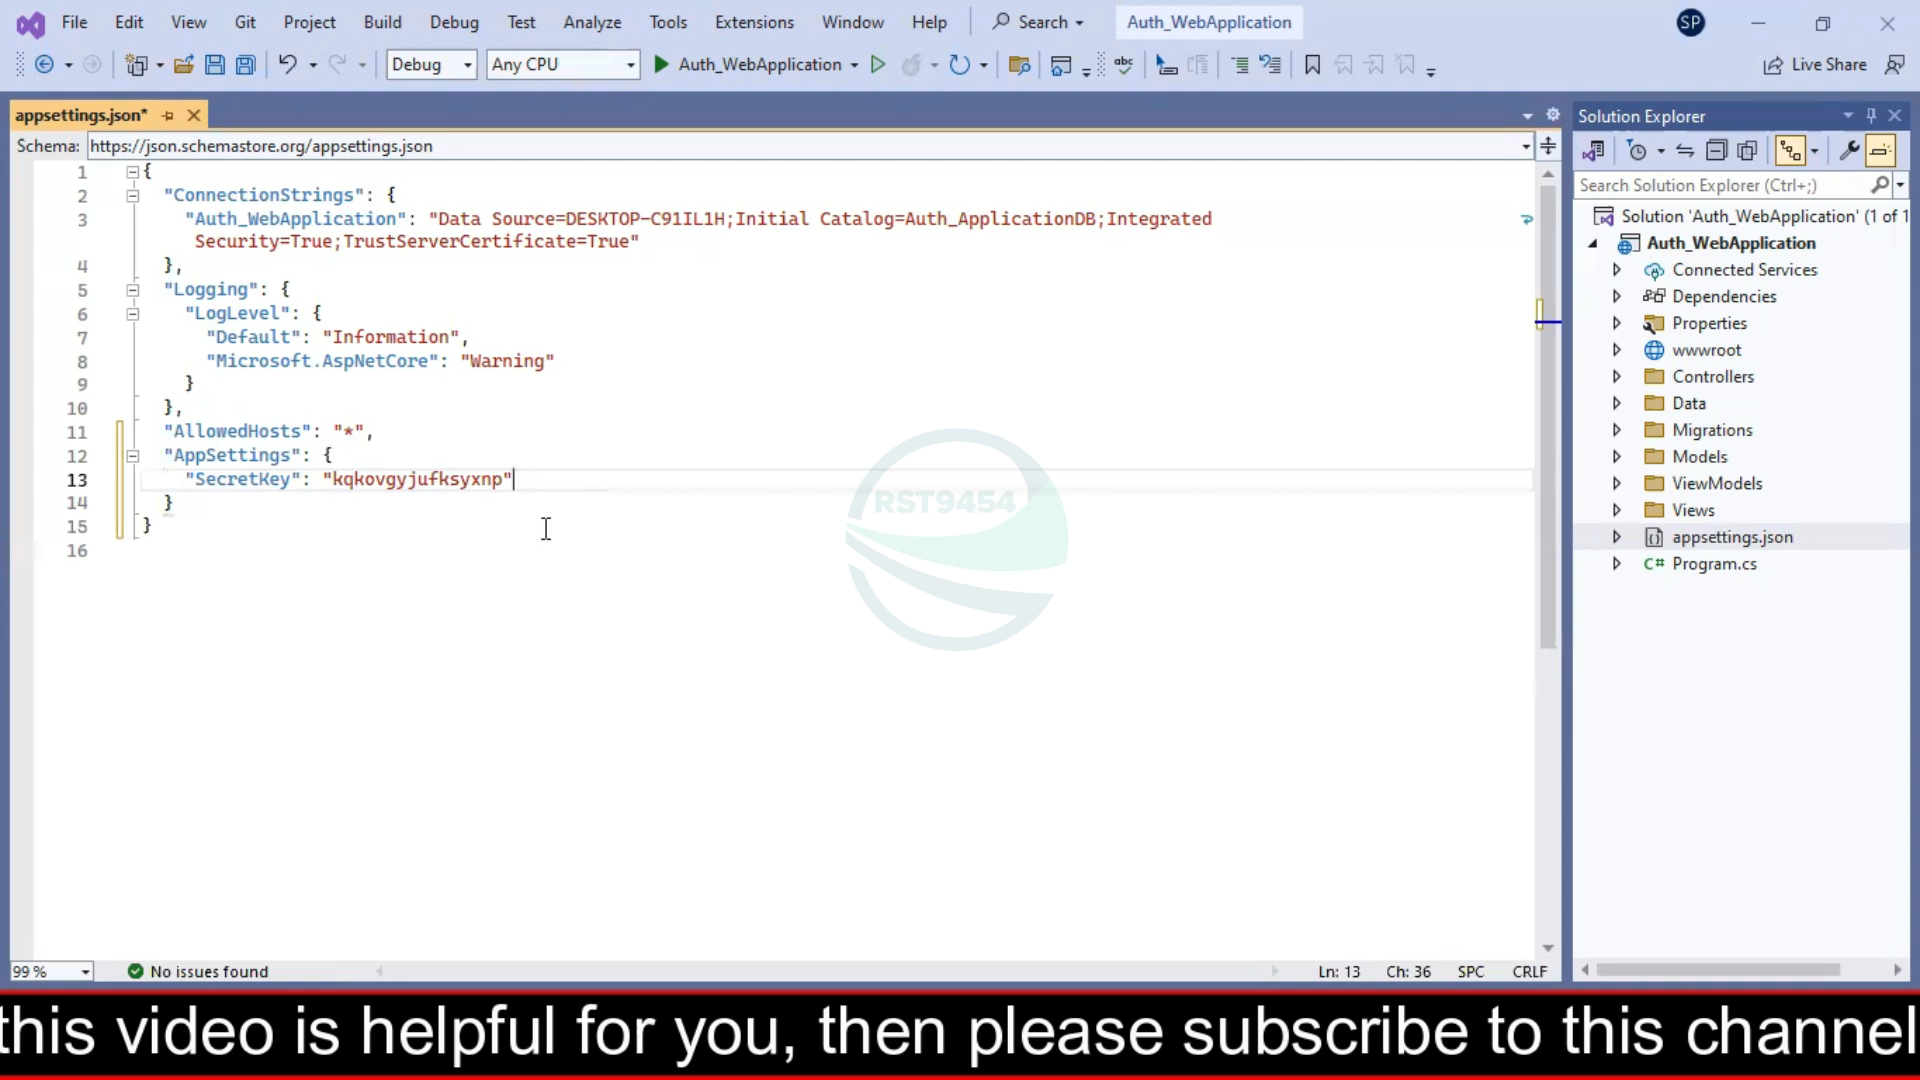 File Edit View Git Project Build Debug Test Analyze Tools Extensions Window Help Search Auth_WebApplication SP
Debug Any CPU Auth_WebApplication abc Live Share
appsettings.json*
Schema: https://json.schemastore.org/appsettings.json
1 {
2 "ConnectionStrings": {
3 "Auth_WebApplication": "Data Source=DESKTOP-C91IL1H;Initial Catalog=Auth_ApplicationDB;Integrated
Security=True;TrustServerCertificate=True"
4 },
5 "Logging": {
6 "LogLevel": {
7 "Default": "Information",
8 "Microsoft.AspNetCore": "Warning"
9 }
10 },
11 "AllowedHosts": "*",
12 "AppSettings": {
13 "SecretKey": "kqkovgyjufksyxnp"
14 }
15 }
16
RST9454
99 % No issues found Ln: 13 Ch: 36 SPC CRLF
Solution Explorer
Search Solution Explorer (Ctrl+;)
Solution 'Auth_WebApplication' (1 of 1
Auth_WebApplication
Connected Services
Dependencies
Properties
wwwroot
Controllers
Data
Migrations
Models
ViewModels
Views
appsettings.json
C# Program.cs
this video is helpful for you, then please subscribe to this channel